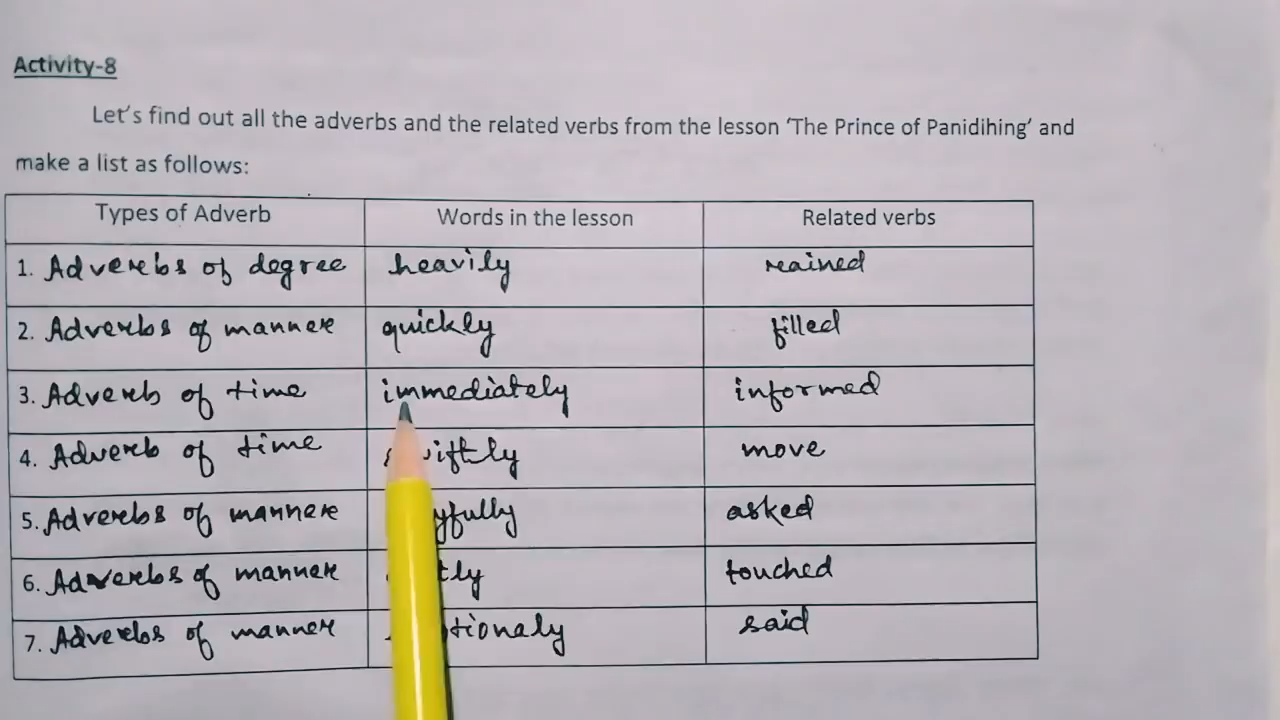 Activity-8
Let's find out all the adverbs and the related verbs from the lesson 'The Prince of Panidihing' and
make a list as follows:
Types of Adverb Words in the lesson Related verbs
1. Adverbs of degree heavily rained
2. Adverbs of manner quickly filled
3. Adverb of time immediately informed
4. Adverb of time move
5. Adverbs of manner asked
6. Adverbs of manner touched
7. Adverbs of manner said